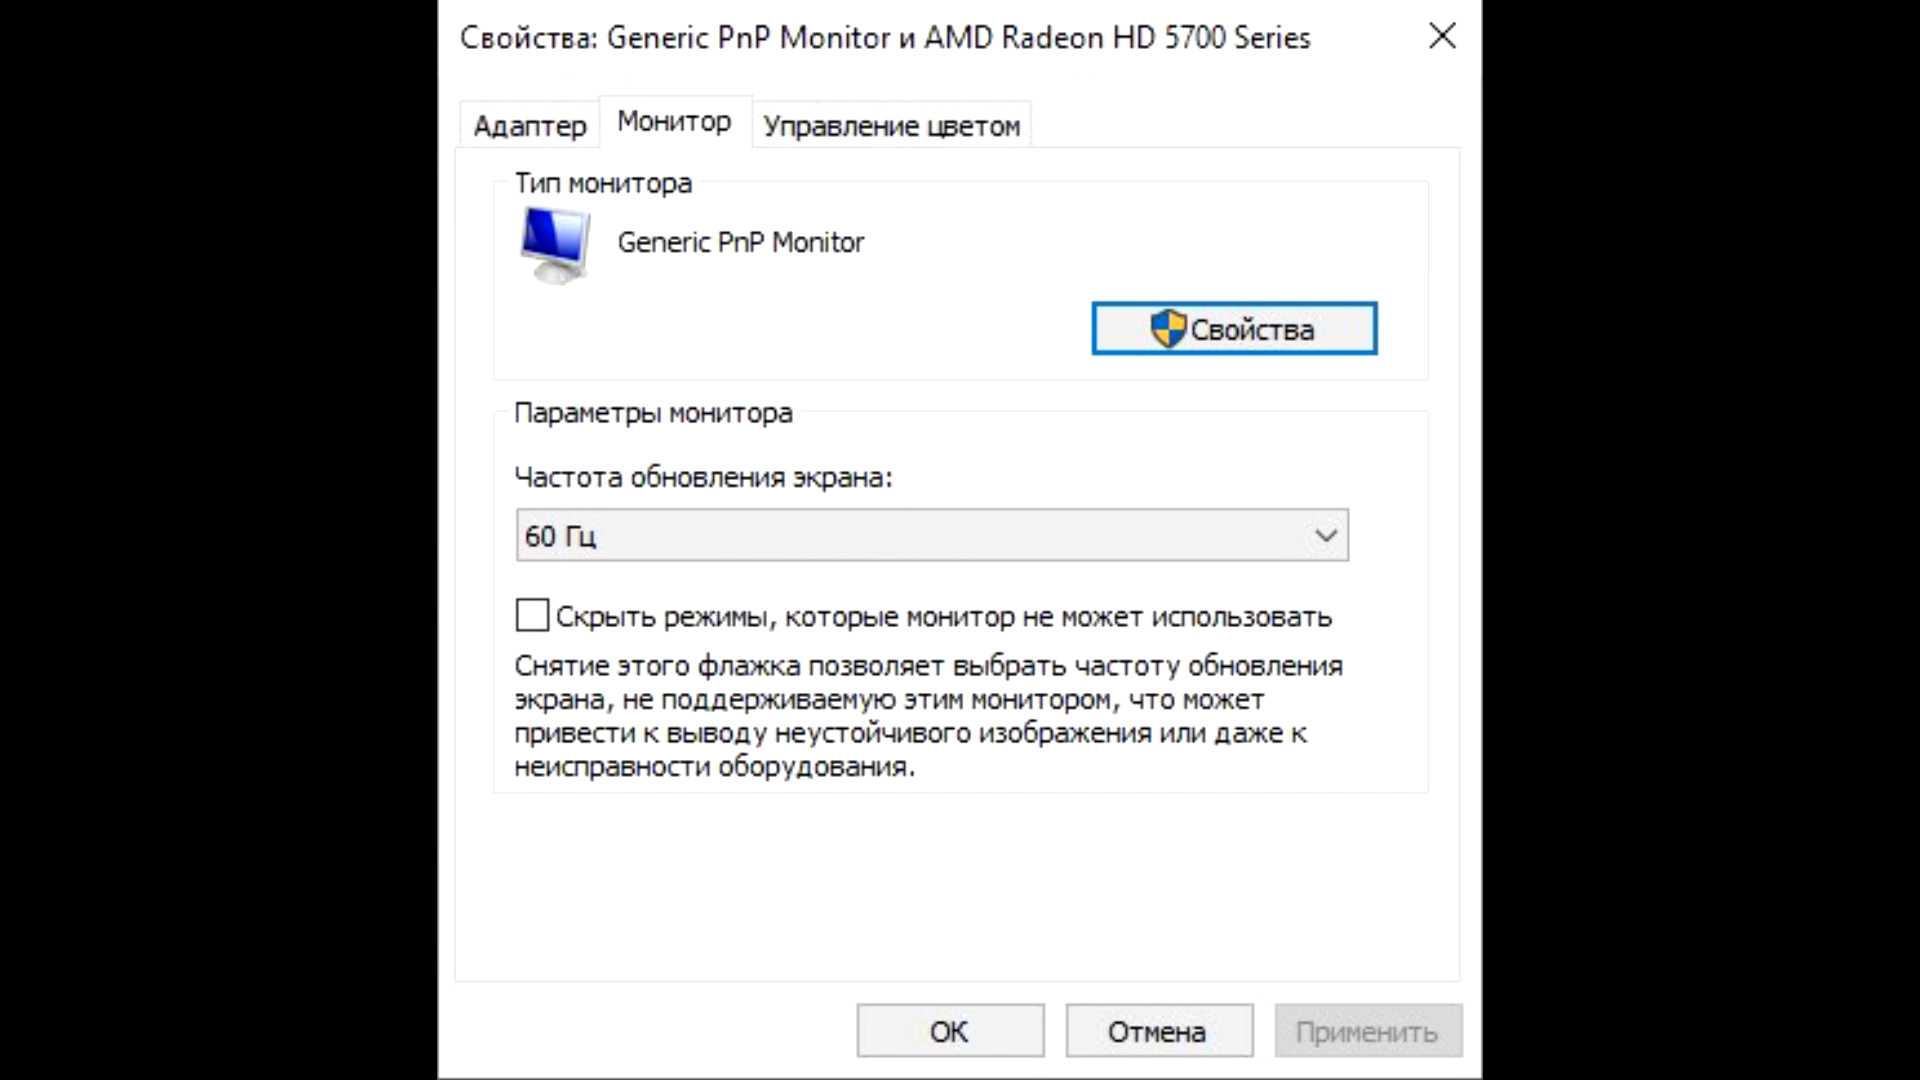 Свойства: Generic PnP Monitor и AMD Radeon HD 5700 Series
Адаптер
Монитор
Управление цветом
Тип монитора
Generic PnP Monitor
Свойства
Параметры монитора
Частота обновления экрана:
60 Гц
Скрыть режимы, которые монитор не может использовать
Снятие этого флажка позволяет выбрать частоту обновления
экрана, не поддерживаемую этим монитором, что может
привести к выводу неустойчивого изображения или даже к
неисправности оборудования.
ОК
Отмена
Применить